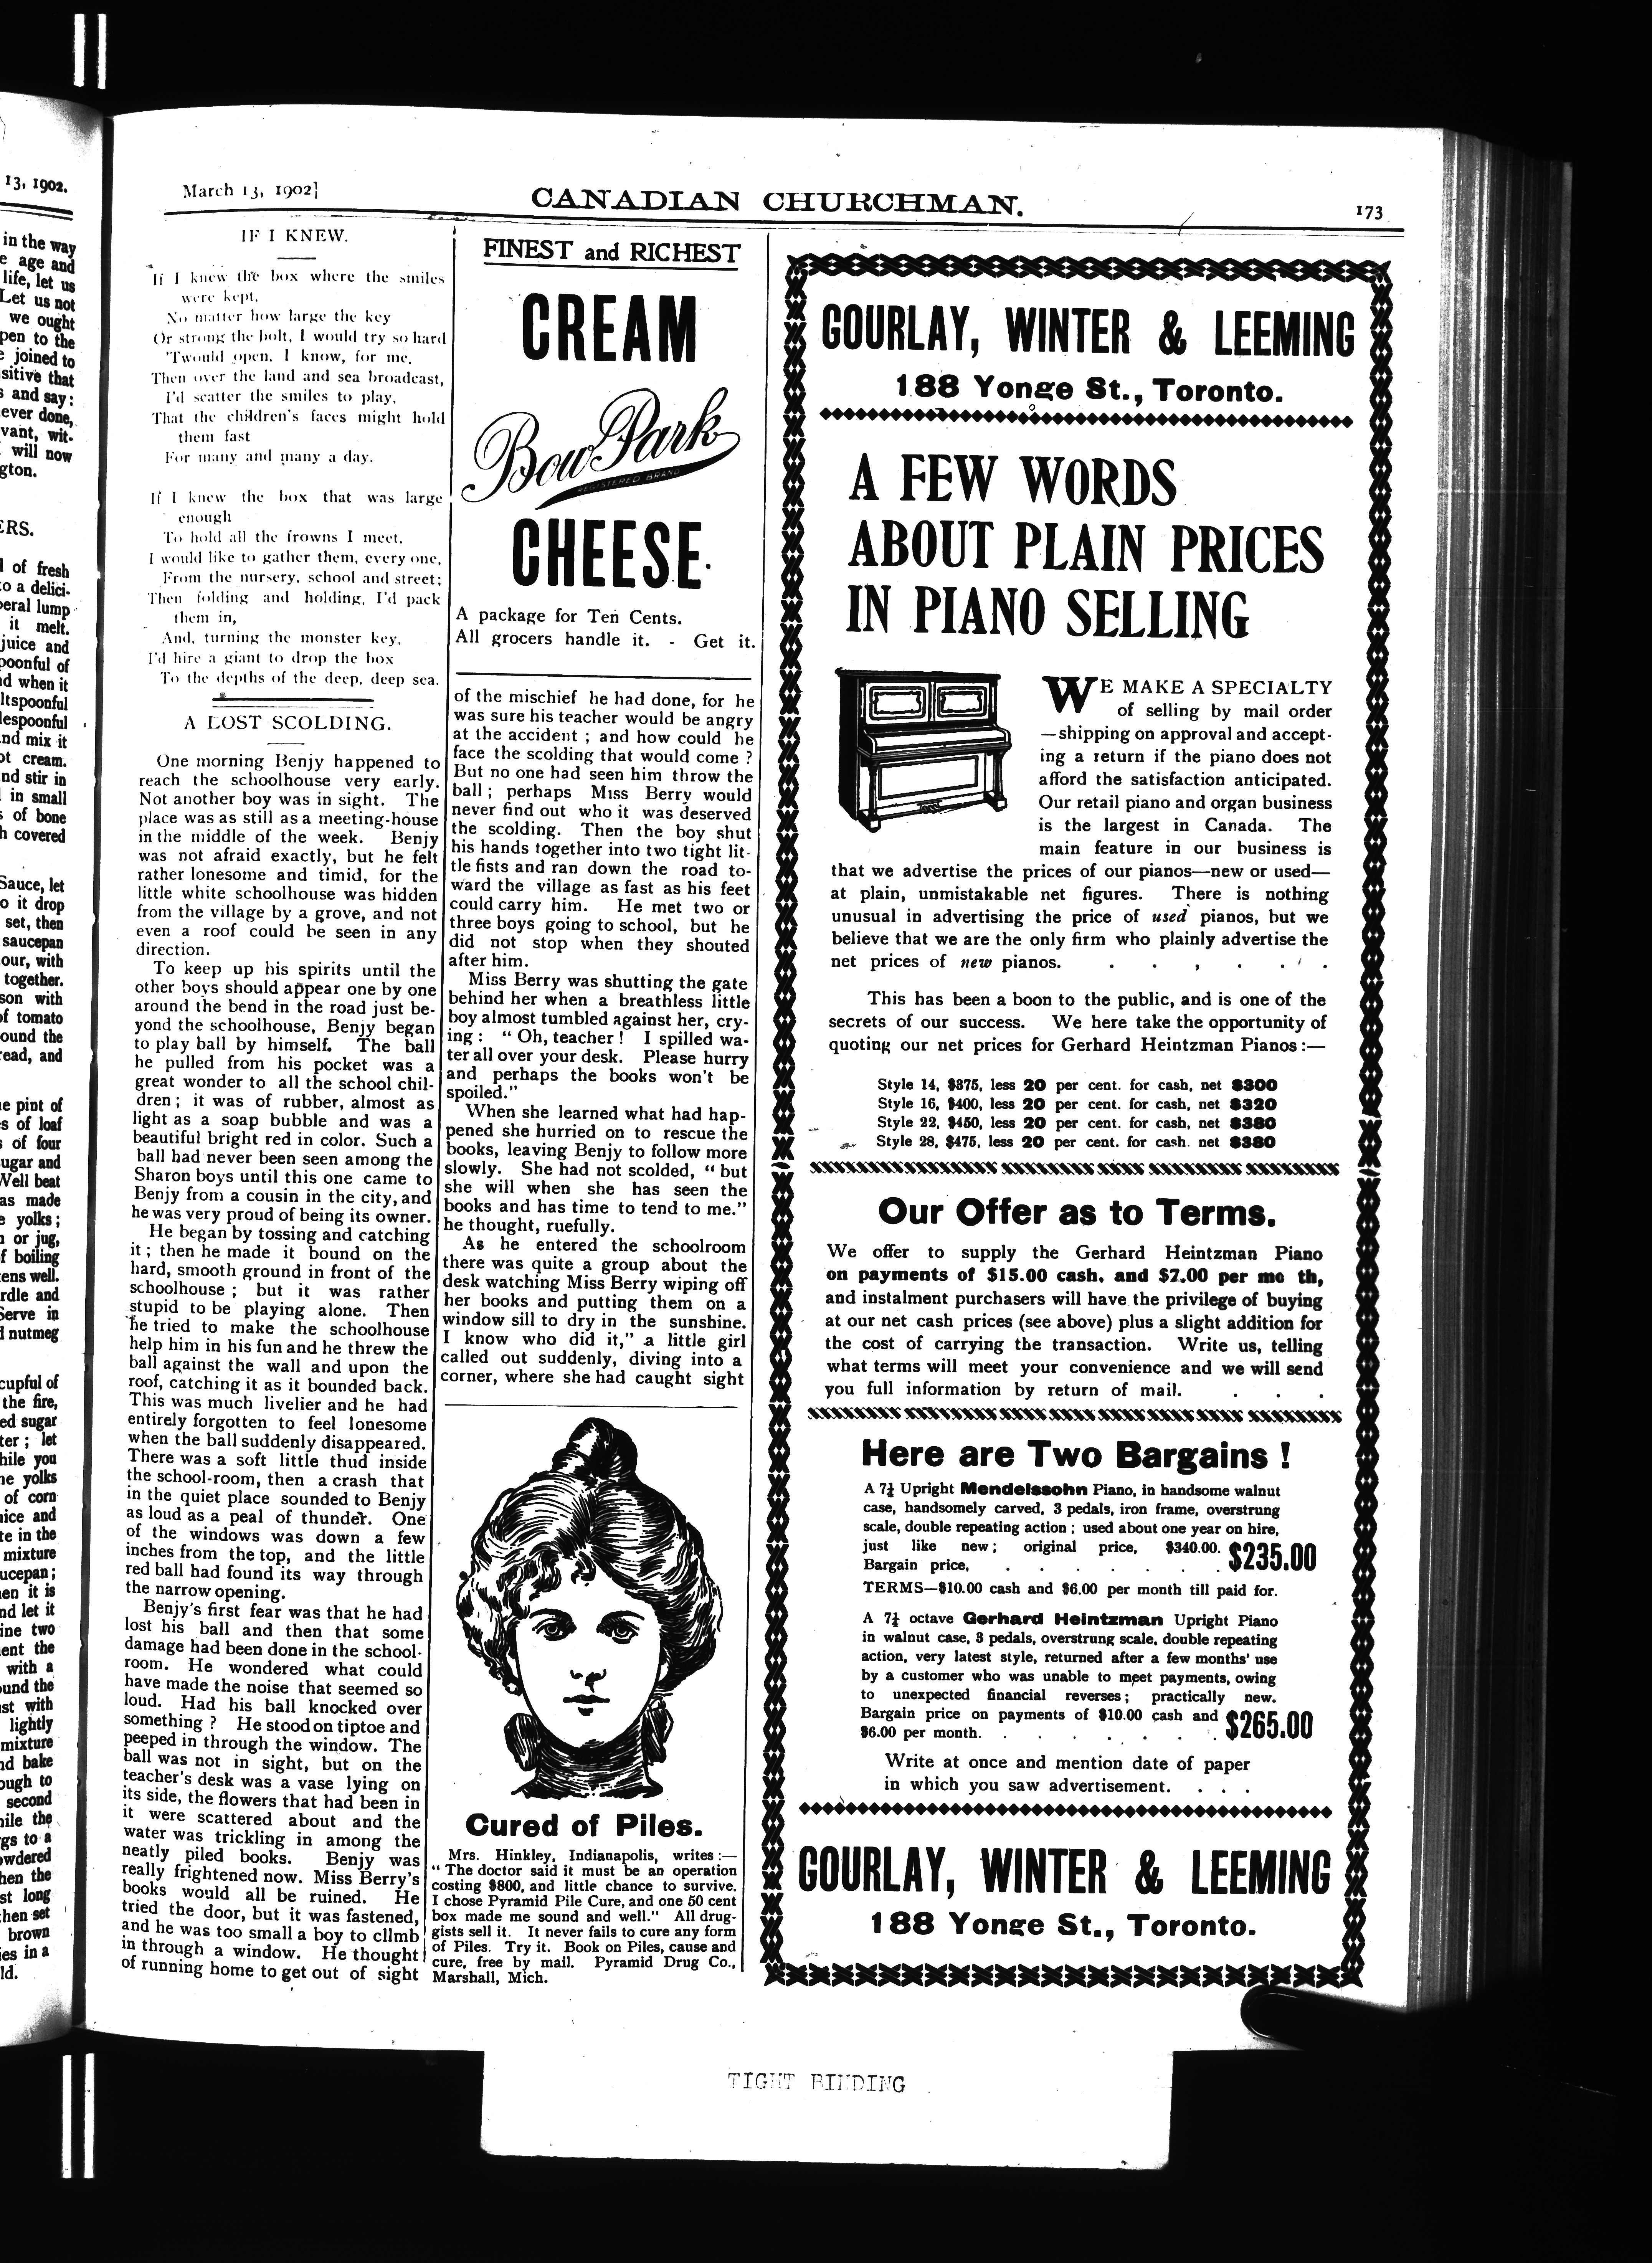 13, 1902.
in the way
e age and
life, let us
Let us not
we ought
pen to the
e joined to
sitive that
s and say:
ever done,
vant, wit-
will now
gton.
ERS.
l of fresh
to a delici-
peral lump
it melt.
juice and
poonful of
nd when it
ltspoonful
lespoonful
and mix it
ot cream.
nd stir in
in small
s of bone
h covered
Sauce, let
o it drop
set, then
saucepan
our, with
together.
son with
of tomato
ound the
read, and
ne pint of
s of loaf
s of four
ugar and
Well beat
as made
e yolks;
n or jug,
f boiling
tens well.
rdle and
Serve in
d nutmeg
cupful of
the fire,
ed sugar
ter; let
hile you
he yolks
of corn
uice and
te in the
mixture
ucepan;
en it is
nd let it
ine two
ent the
with a
ound the
ust with
lightly
mixture
nd bake
ough to
second
hile the
gs to a
owdered
hen the
st long
then set
brown
ies in a
ld.
March 13, 1902]
CANADIAN CHURCHMAN.
173
IF I KNEW.
If I knew the box where the smiles
were kept,
No matter how large the key
Or strong the bolt, I would try so hard
'Twould open, I know, for me,
Then over the land and sea broadcast,
I'd scatter the smiles to play,
That the children's faces might hold
them fast
For many and many a day.
If I knew the box that was large
enough
To hold all the frowns I meet,
I would like to gather them, every one,
From the nursery, school and street;
Then folding and holding, I'd pack
them in,
And, turning the monster key,
I'd hire a giant to drop the box
To the depths of the deep, deep sea.
A LOST SCOLDING.
One morning Benjy happened to
reach the schoolhouse very early.
Not another boy was in sight. The
place was as still as a meeting-house
in the middle of the week. Benjy
was not afraid exactly, but he felt
rather lonesome and timid, for the
little white schoolhouse was hidden
from the village by a grove, and not
even a roof could be seen in any
direction.
To keep up his spirits until the
other boys should appear one by one
around the bend in the road just be-
yond the schoolhouse, Benjy began
to play ball by himself. The ball
he pulled from his pocket was a
great wonder to all the school chil-
dren; it was of rubber, almost as
light as a soap bubble and was a
beautiful bright red in color. Such a
ball had never been seen among the
Sharon boys until this one came to
Benjy from a cousin in the city, and
he was very proud of being its owner.
He began by tossing and catching
it; then he made it bound on the
hard, smooth ground in front of the
schoolhouse; but it was rather
stupid to be playing alone. Then
he tried to make the schoolhouse
help him in his fun and he threw the
ball against the wall and upon the
roof, catching it as it bounded back.
This was much livelier and he had
entirely forgotten to feel lonesome
when the ball suddenly disappeared.
There was a soft little thud inside
the school-room, then a crash that
in the quiet place sounded to Benjy
as loud as a peal of thunder. One
of the windows was down a few
inches from the top, and the little
red ball had found its way through
the narrow opening.
Benjy's first fear was that he had
lost his ball and then that some
damage had been done in the school-
room. He wondered what could
have made the noise that seemed so
loud. Had his ball knocked over
something? He stood on tiptoe and
peeped in through the window. The
ball was not in sight, but on the
teacher's desk was a vase lying on
its side, the flowers that had been in
it were scattered about and the
water was trickling in among the
neatly piled books. Benjy was
really frightened now. Miss Berry's
books would all be ruined. He
tried the door, but it was fastened,
and he was too small a boy to climb
in through a window. He thought
of running home to get out of sight
FINEST and RICHEST
CREAM
Bow Park
REGISTERED BRAND
CHEESE.
A package for Ten Cents.
All grocers handle it. - Get it.
of the mischief he had done, for he
was sure his teacher would be angry
at the accident; and how could he
face the scolding that would come?
But no one had seen him throw the
ball; perhaps Miss Berry would
never find out who it was deserved
the scolding. Then the boy shut
his hands together into two tight lit-
tle fists and ran down the road to-
ward the village as fast as his feet
could carry him. He met two or
three boys going to school, but he
did not stop when they shouted
after him.
Miss Berry was shutting the gate
behind her when a breathless little
boy almost tumbled against her, cry-
ing: "Oh, teacher! I spilled wa-
ter all over your desk. Please hurry
and perhaps the books won't be
spoiled."
When she learned what had hap-
pened she hurried on to rescue the
books, leaving Benjy to follow more
slowly. She had not scolded, "but
she will when she has seen the
books and has time to tend to me."
he thought, ruefully.
As he entered the schoolroom
there was quite a group about the
desk watching Miss Berry wiping off
her books and putting them on a
window sill to dry in the sunshine.
I know who did it," a little girl
called out suddenly, diving into a
corner, where she had caught sight
Cured of Piles.
Mrs. Hinkley, Indianapolis, writes:—
"The doctor said it must be an operation
costing $800, and little chance to survive.
I chose Pyramid Pile Cure, and one 50 cent
box made me sound and well." All drug-
gists sell it. It never fails to cure any form
of Piles. Try it. Book on Piles, cause and
cure, free by mail. Pyramid Drug Co.,
Marshall, Mich.
GOURLAY, WINTER & LEEMING
188 Yonge St., Toronto.
A FEW WORDS
ABOUT PLAIN PRICES
IN PIANO SELLING
WE MAKE A SPECIALTY
of selling by mail order
—shipping on approval and accept-
ing a return if the piano does not
afford the satisfaction anticipated.
Our retail piano and organ business
is the largest in Canada. The
main feature in our business is
that we advertise the prices of our pianos—new or used—
at plain, unmistakable net figures. There is nothing
unusual in advertising the price of used pianos, but we
believe that we are the only firm who plainly advertise the
net prices of new pianos. . . , . . .
This has been a boon to the public, and is one of the
secrets of our success. We here take the opportunity of
quoting our net prices for Gerhard Heintzman Pianos:—
Style 14, $375, less 20 per cent. for cash, net $300
Style 16, $400, less 20 per cent. for cash, net $320
Style 22, $450, less 20 per cent. for cash, net $380
Style 28, $475, less 20 per cent. for cash. net $380
Our Offer as to Terms.
We offer to supply the Gerhard Heintzman Piano
on payments of $15.00 cash, and $7.00 per mo th,
and instalment purchasers will have the privilege of buying
at our net cash prices (see above) plus a slight addition for
the cost of carrying the transaction. Write us, telling
what terms will meet your convenience and we will send
you full information by return of mail. . . .
Here are Two Bargains!
A 7⅓ Upright Mendelssohn Piano, in handsome walnut
case, handsomely carved, 3 pedals, iron frame, overstrung
scale, double repeating action; used about one year on hire,
just like new; original price, $340.00.
Bargain price, . . . . . . . $235.00
TERMS—$10.00 cash and $6.00 per month till paid for.
A 7⅓ octave Gerhard Heintzman Upright Piano
in walnut case, 3 pedals, overstrung scale, double repeating
action, very latest style, returned after a few months' use
by a customer who was unable to meet payments, owing
to unexpected financial reverses; practically new.
Bargain price on payments of $10.00 cash and
$6.00 per month. . . . . . . . $265.00
Write at once and mention date of paper
in which you saw advertisement. . . .
GOURLAY, WINTER & LEEMING
188 Yonge St., Toronto.
TIGHT BINDING